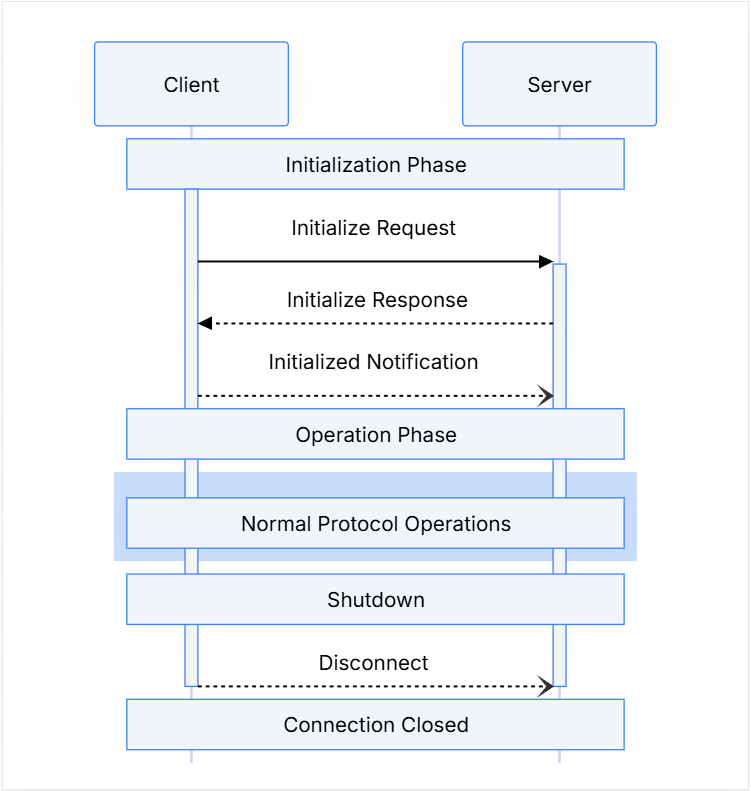 Client
Server
Initialization Phase
Initialize Request
Initialize Response
Initialized Notification
Operation Phase
Normal Protocol Operations
Shutdown
Disconnect
Connection Closed